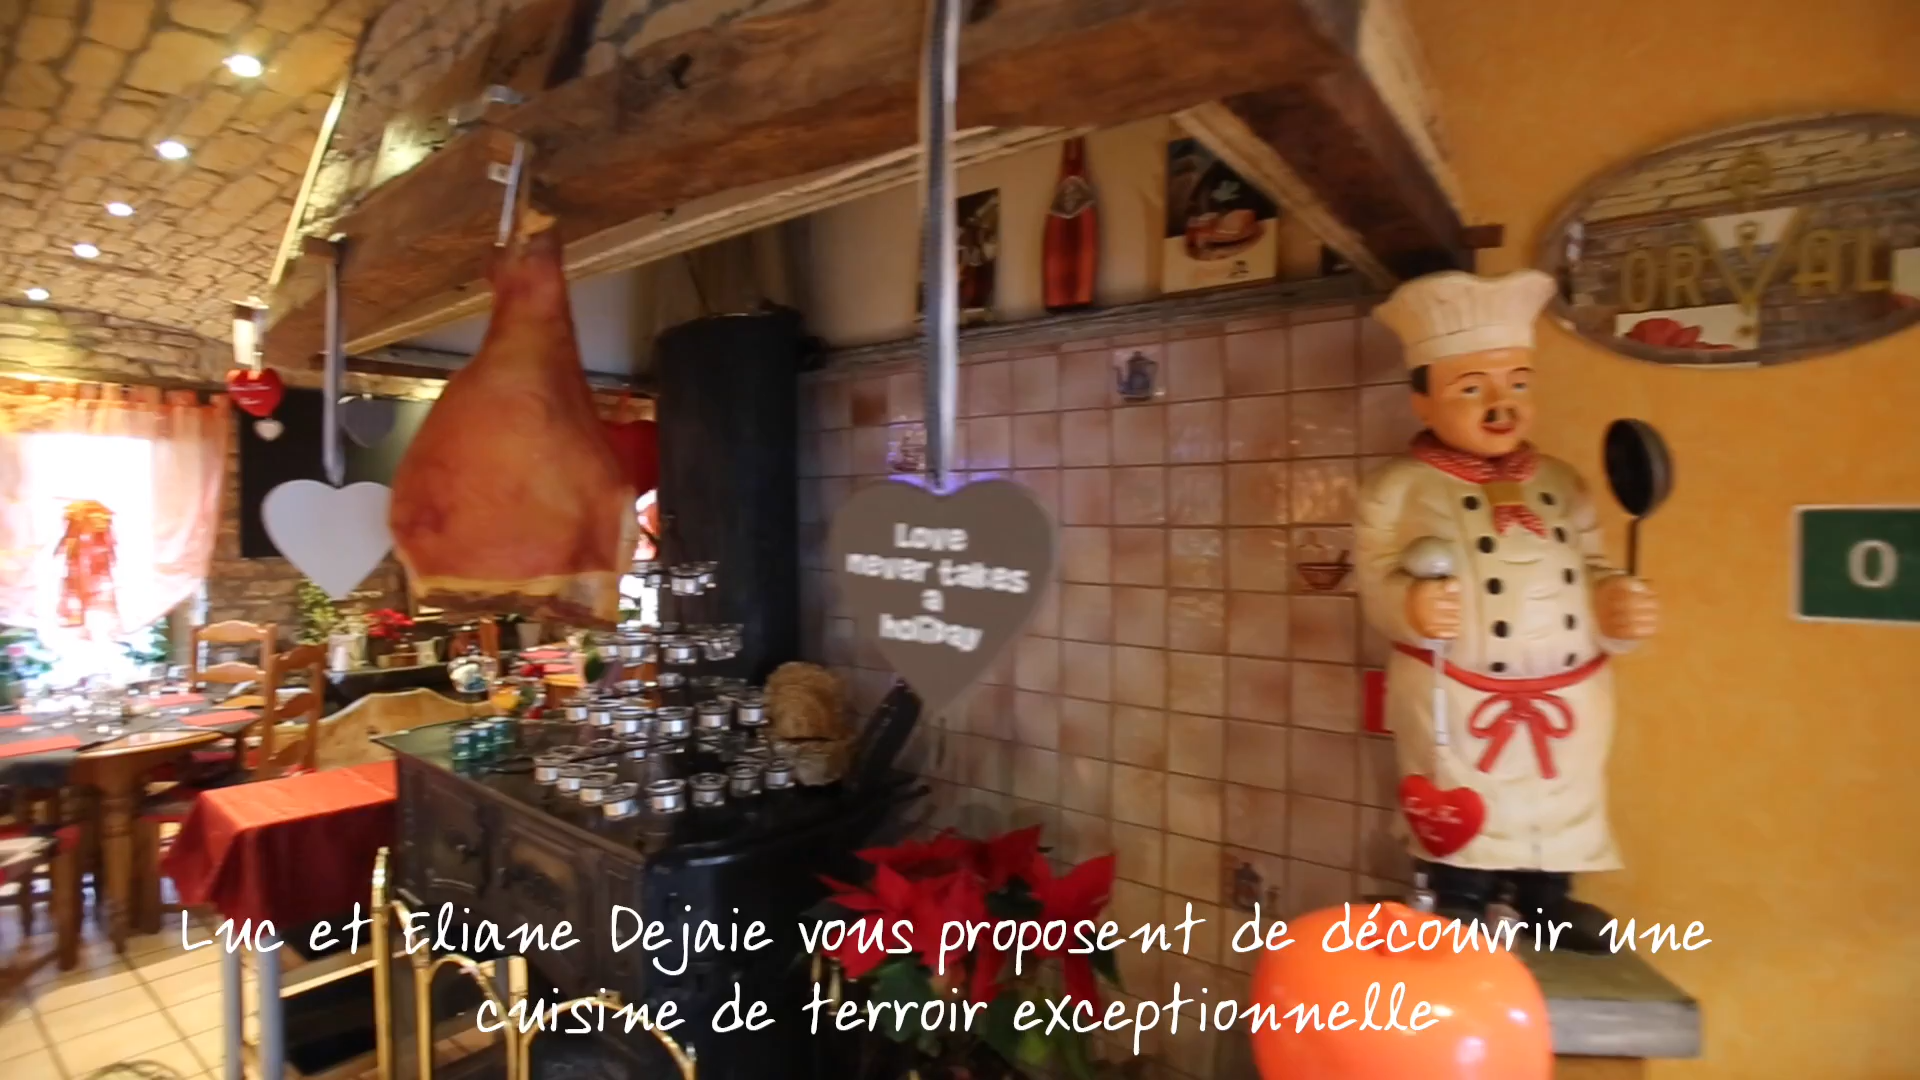 ORVAL
Love
never takes
a
holiday
O
Luc et Eliane Dejaie vous proposent de découvrir une
cuisine de terroir exceptionnelle